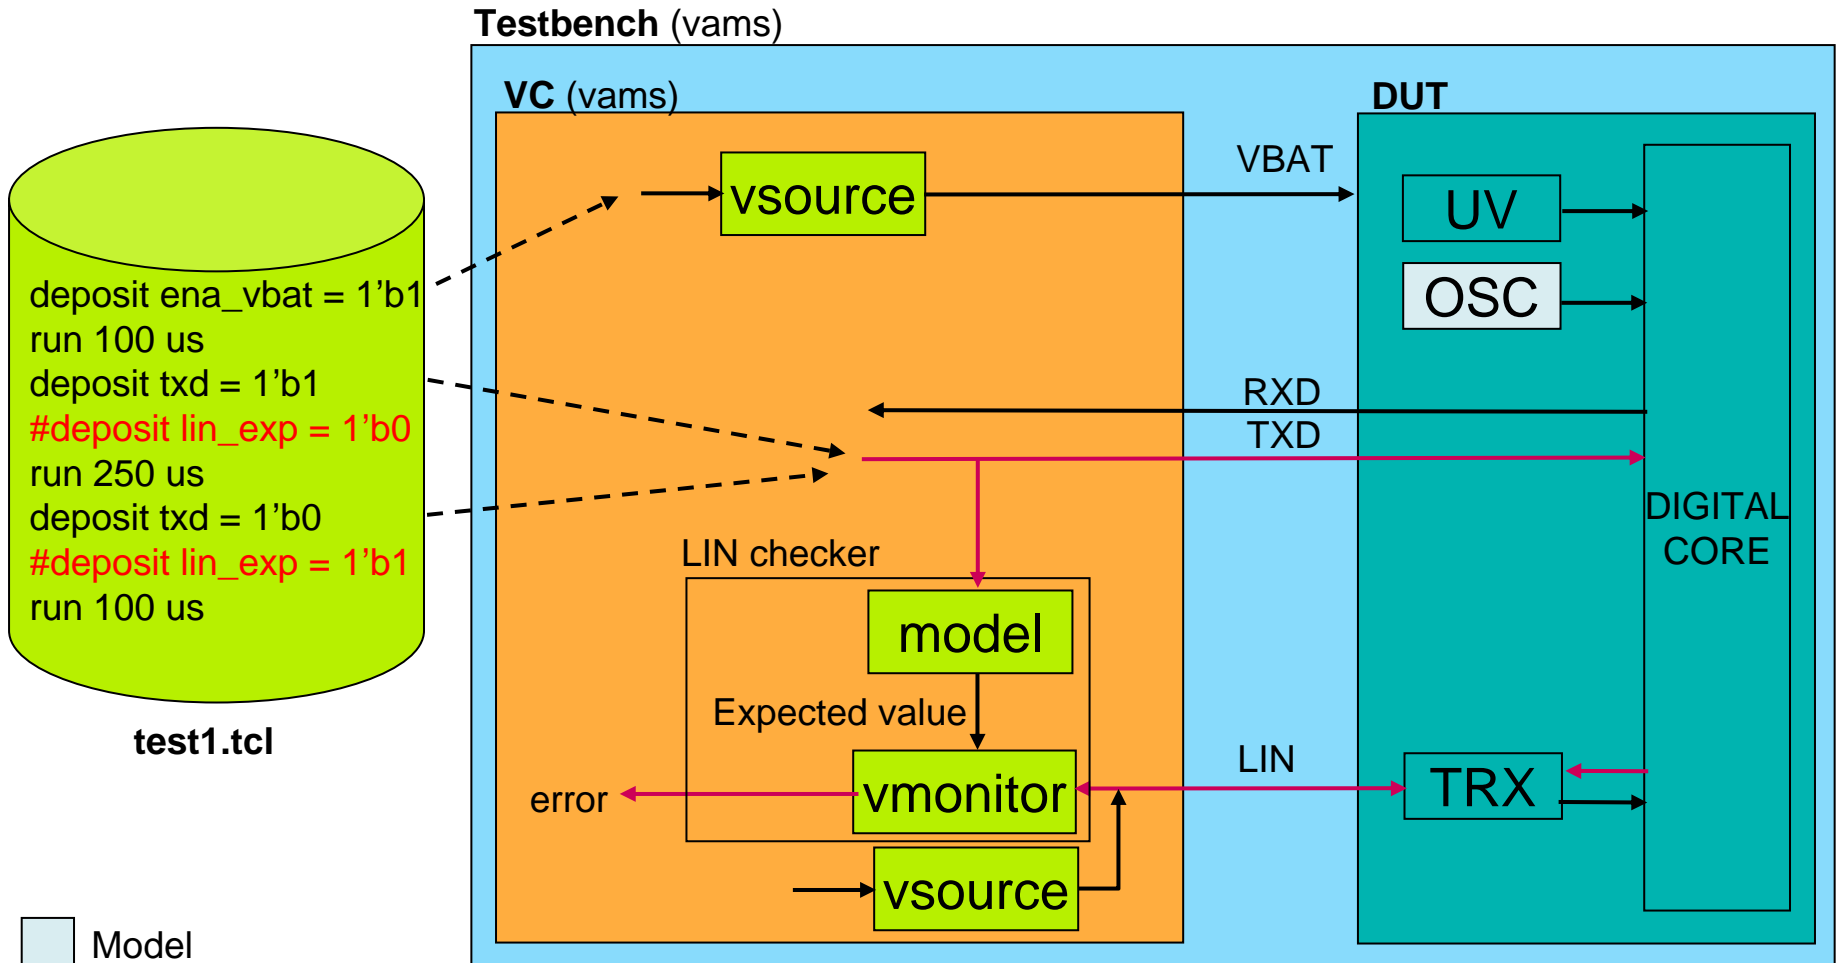 Testbench (vams)
VC (vams)
DUT
VBAT
vsource
UV
OSC
deposit ena_vbat = 1’b1
run 100 us
deposit txd = 1’b1
#deposit lin_exp = 1’b0
run 250 us
deposit txd = 1’b0
#deposit lin_exp = 1’b1
run 100 us
test1.tcl
RXD
TXD
DIGITAL
CORE
LIN checker
model
Expected value
vmonitor
error
LIN
TRX
vsource
Model